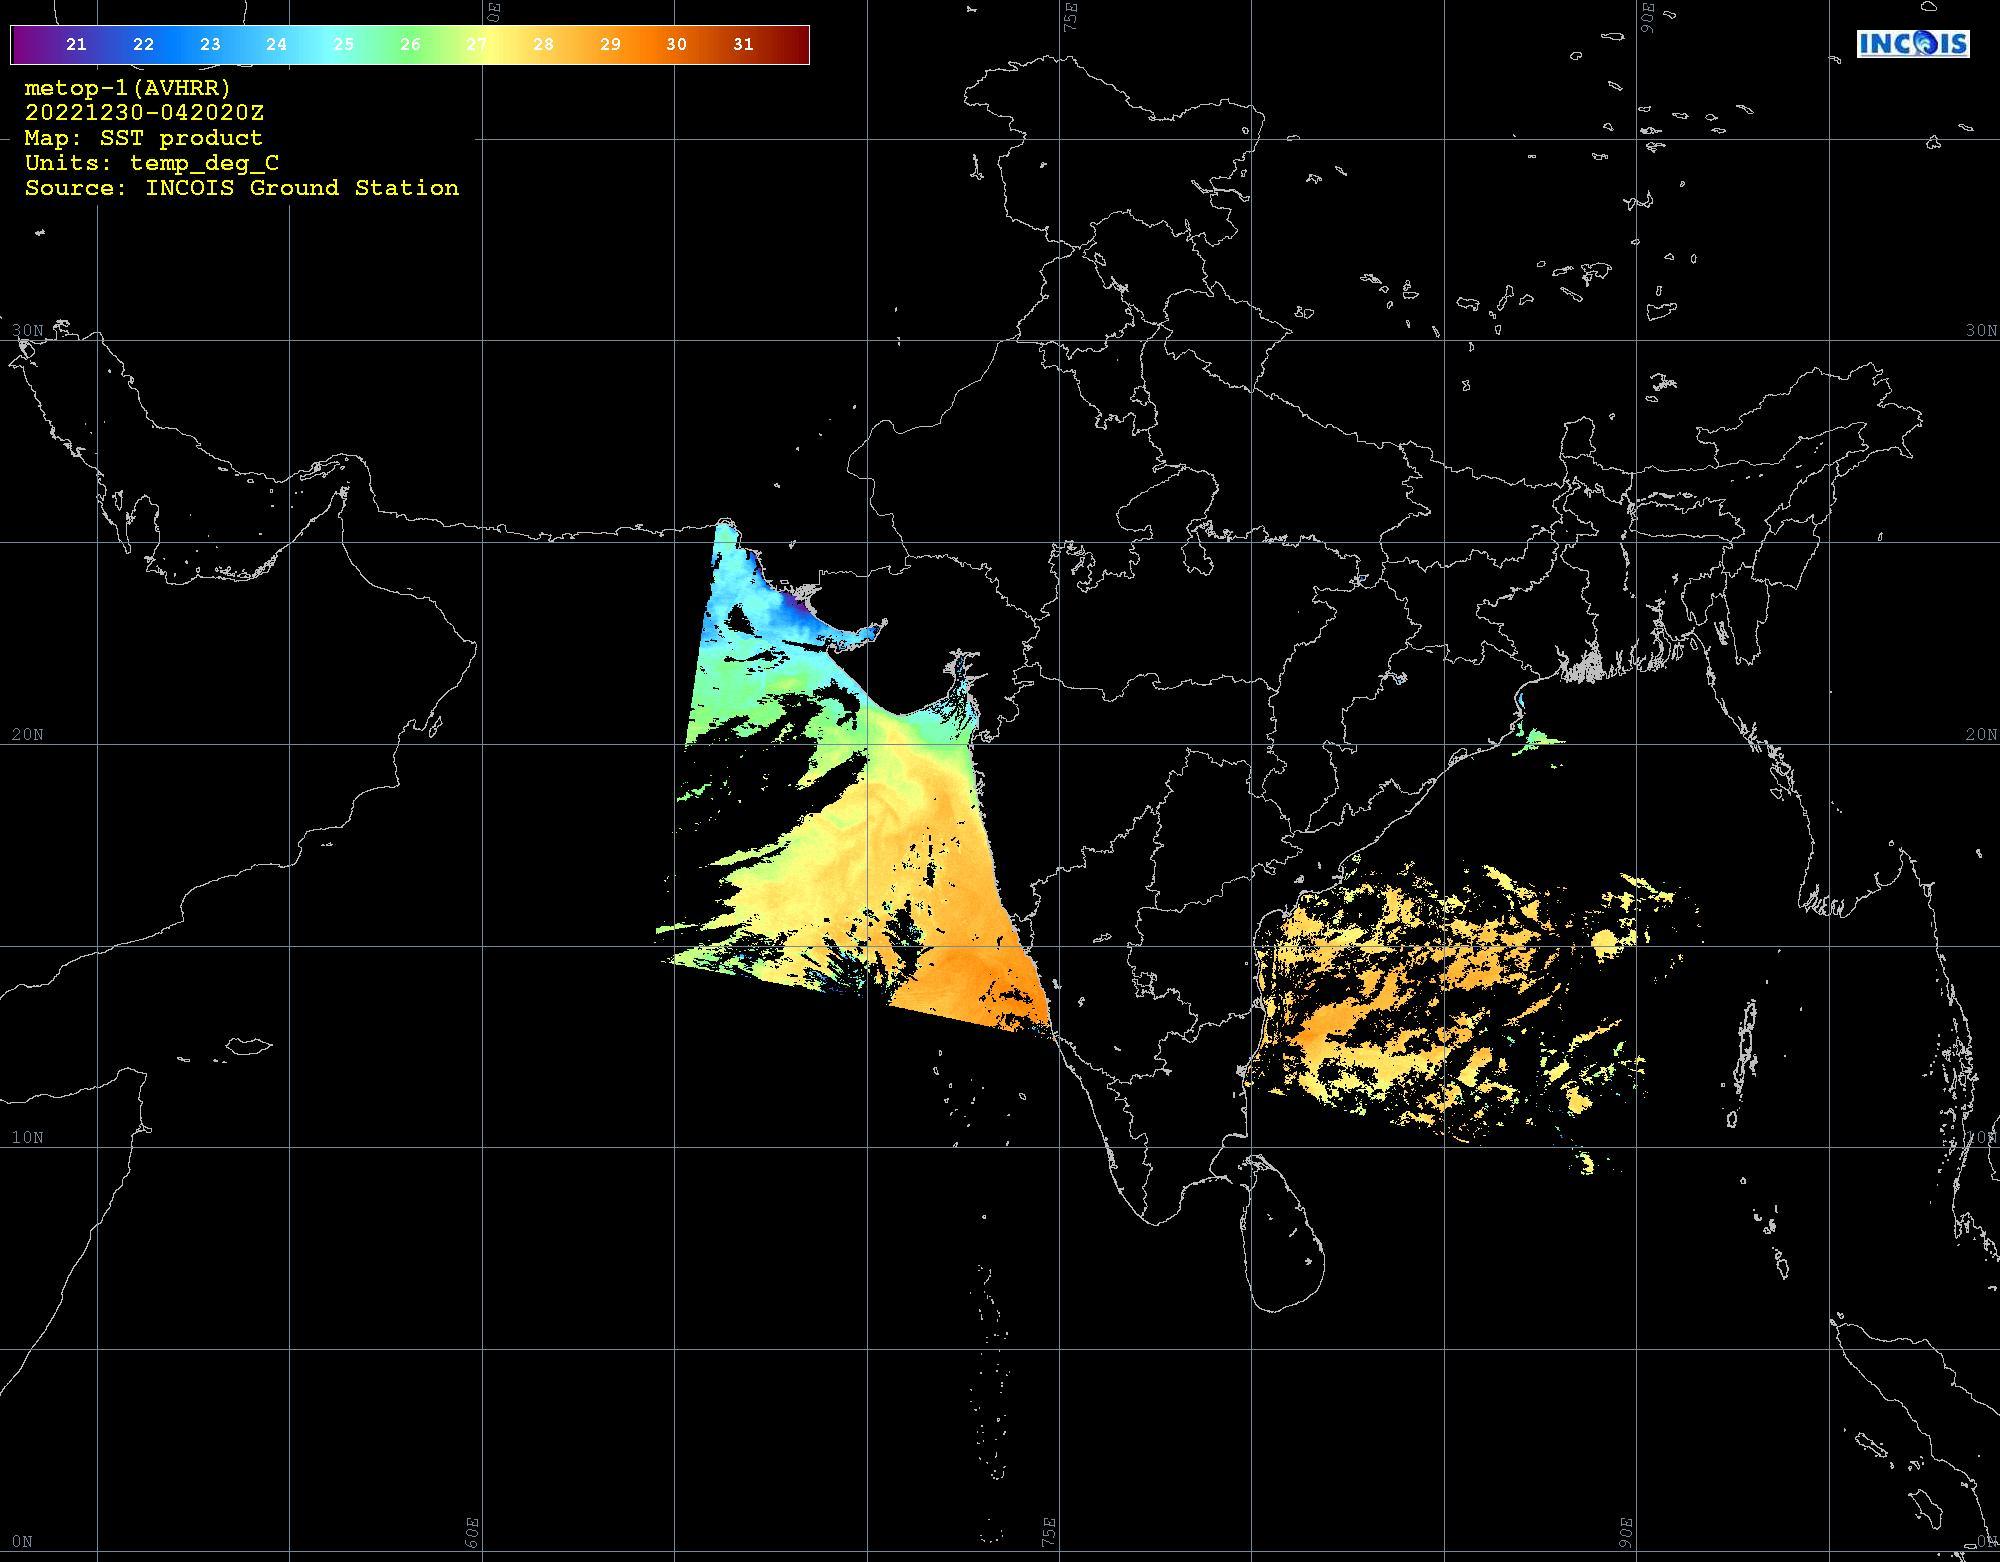 0E 75E 90E
21 22 23 24 25 26 27 28 29 30 31
INCOIS
metop-1(AVHRR)
20221230-042020Z
Map: SST product
Units: temp_deg_C
Source: INCOIS Ground Station
30N 30N
20N 20N
10N 10N
60E 75E 90E
0N 0N